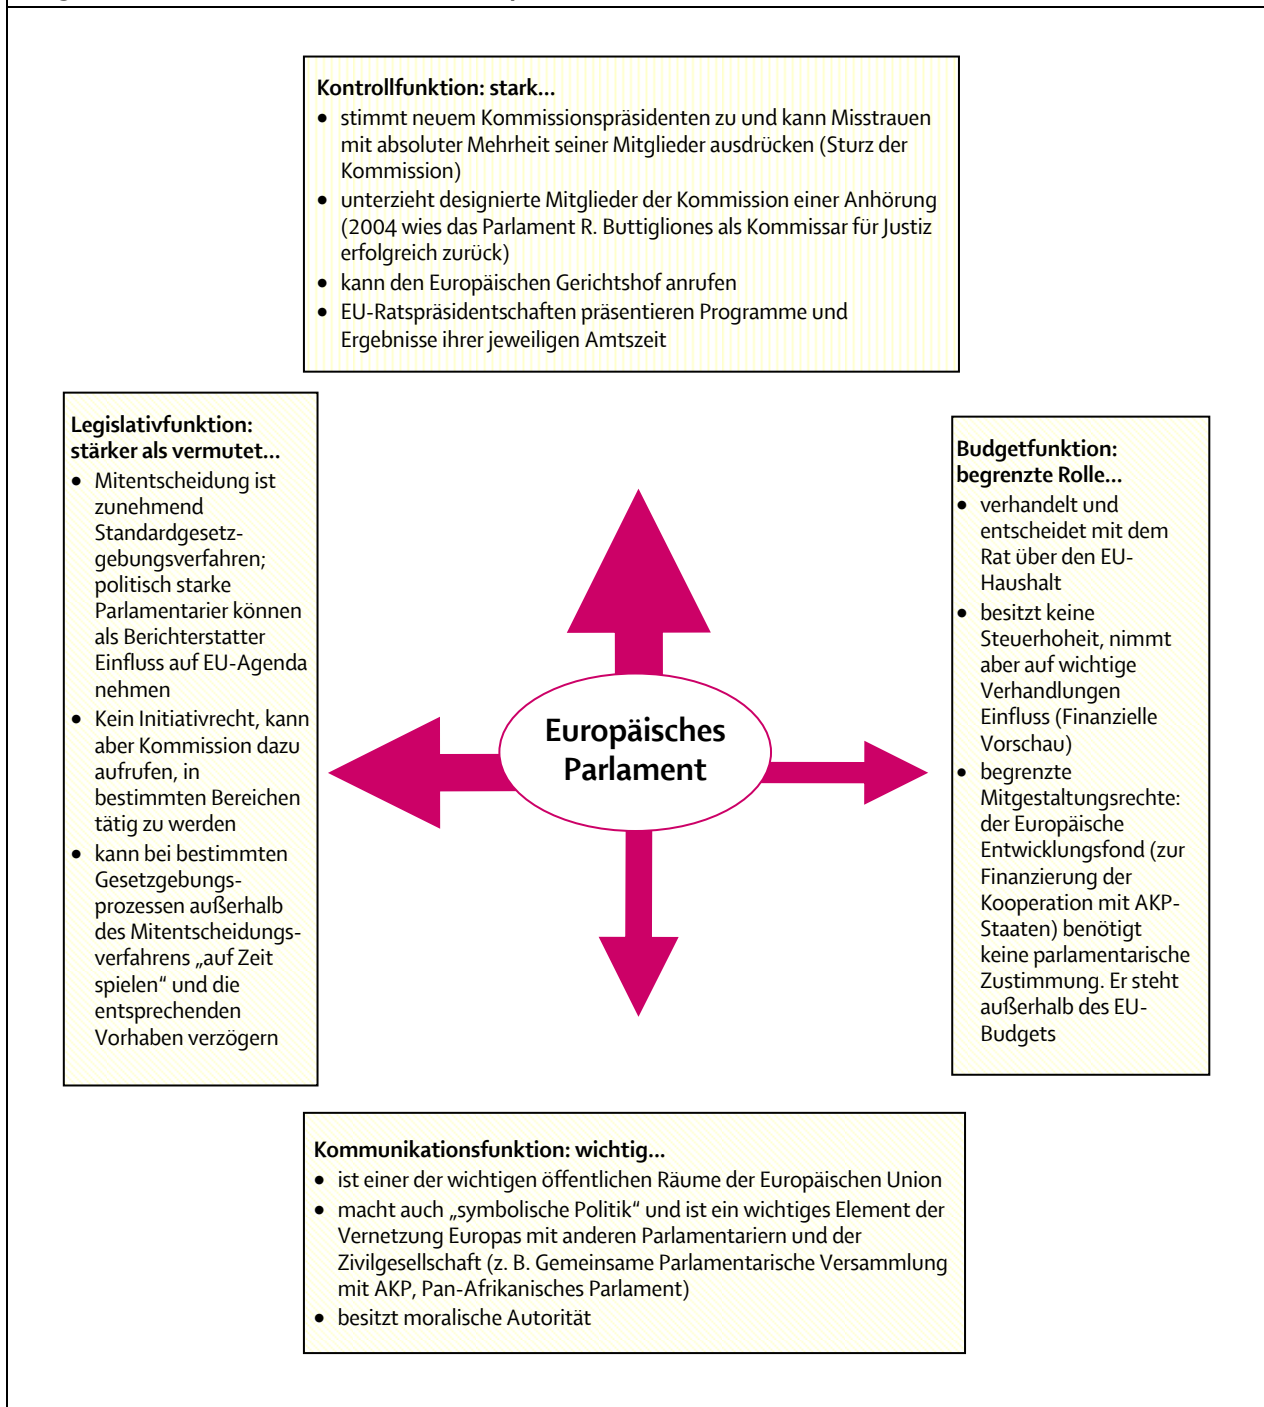 Kontrollfunktion: stark...
• stimmt neuem Kommissionspräsidenten zu und kann Misstrauen
mit absoluter Mehrheit seiner Mitglieder ausdrücken (Sturz der
Kommission)
• unterzieht designierte Mitglieder der Kommission einer Anhörung
(2004 wies das Parlament R. Buttigliones als Kommissar für Justiz
erfolgreich zurück)
• kann den Europäischen Gerichtshof anrufen
• EU-Ratspräsidentschaften präsentieren Programme und
Ergebnisse ihrer jeweiligen Amtszeit
Legislativfunktion:
stärker als vermutet...
• Mitentscheidung ist
zunehmend
Standardgesetz-
gebungsverfahren;
politisch starke
Parlamentarier können
als Berichterstatter
Einfluss auf EU-Agenda
nehmen
• Kein Initiativrecht, kann
aber Kommission dazu
aufrufen, in
bestimmten Bereichen
tätig zu werden
• kann bei bestimmten
Gesetzgebungs-
prozessen außerhalb
des Mitentscheidungs-
verfahrens „auf Zeit
spielen“ und die
entsprechenden
Vorhaben verzögern
Europäisches
Parlament
Budgetfunktion:
begrenzte Rolle...
• verhandelt und
entscheidet mit dem
Rat über den EU-
Haushalt
• besitzt keine
Steuerhoheit, nimmt
aber auf wichtige
Verhandlungen
Einfluss (Finanzielle
Vorschau)
• begrenzte
Mitgestaltungsrechte:
der Europäische
Entwicklungsfond (zur
Finanzierung der
Kooperation mit AKP-
Staaten) benötigt
keine parlamentarische
Zustimmung. Er steht
außerhalb des EU-
Budgets
Kommunikationsfunktion: wichtig...
• ist einer der wichtigen öffentlichen Räume der Europäischen Union
• macht auch „symbolische Politik“ und ist ein wichtiges Element der
Vernetzung Europas mit anderen Parlamentariern und der
Zivilgesellschaft (z. B. Gemeinsame Parlamentarische Versammlung
mit AKP, Pan-Afrikanisches Parlament)
• besitzt moralische Autorität